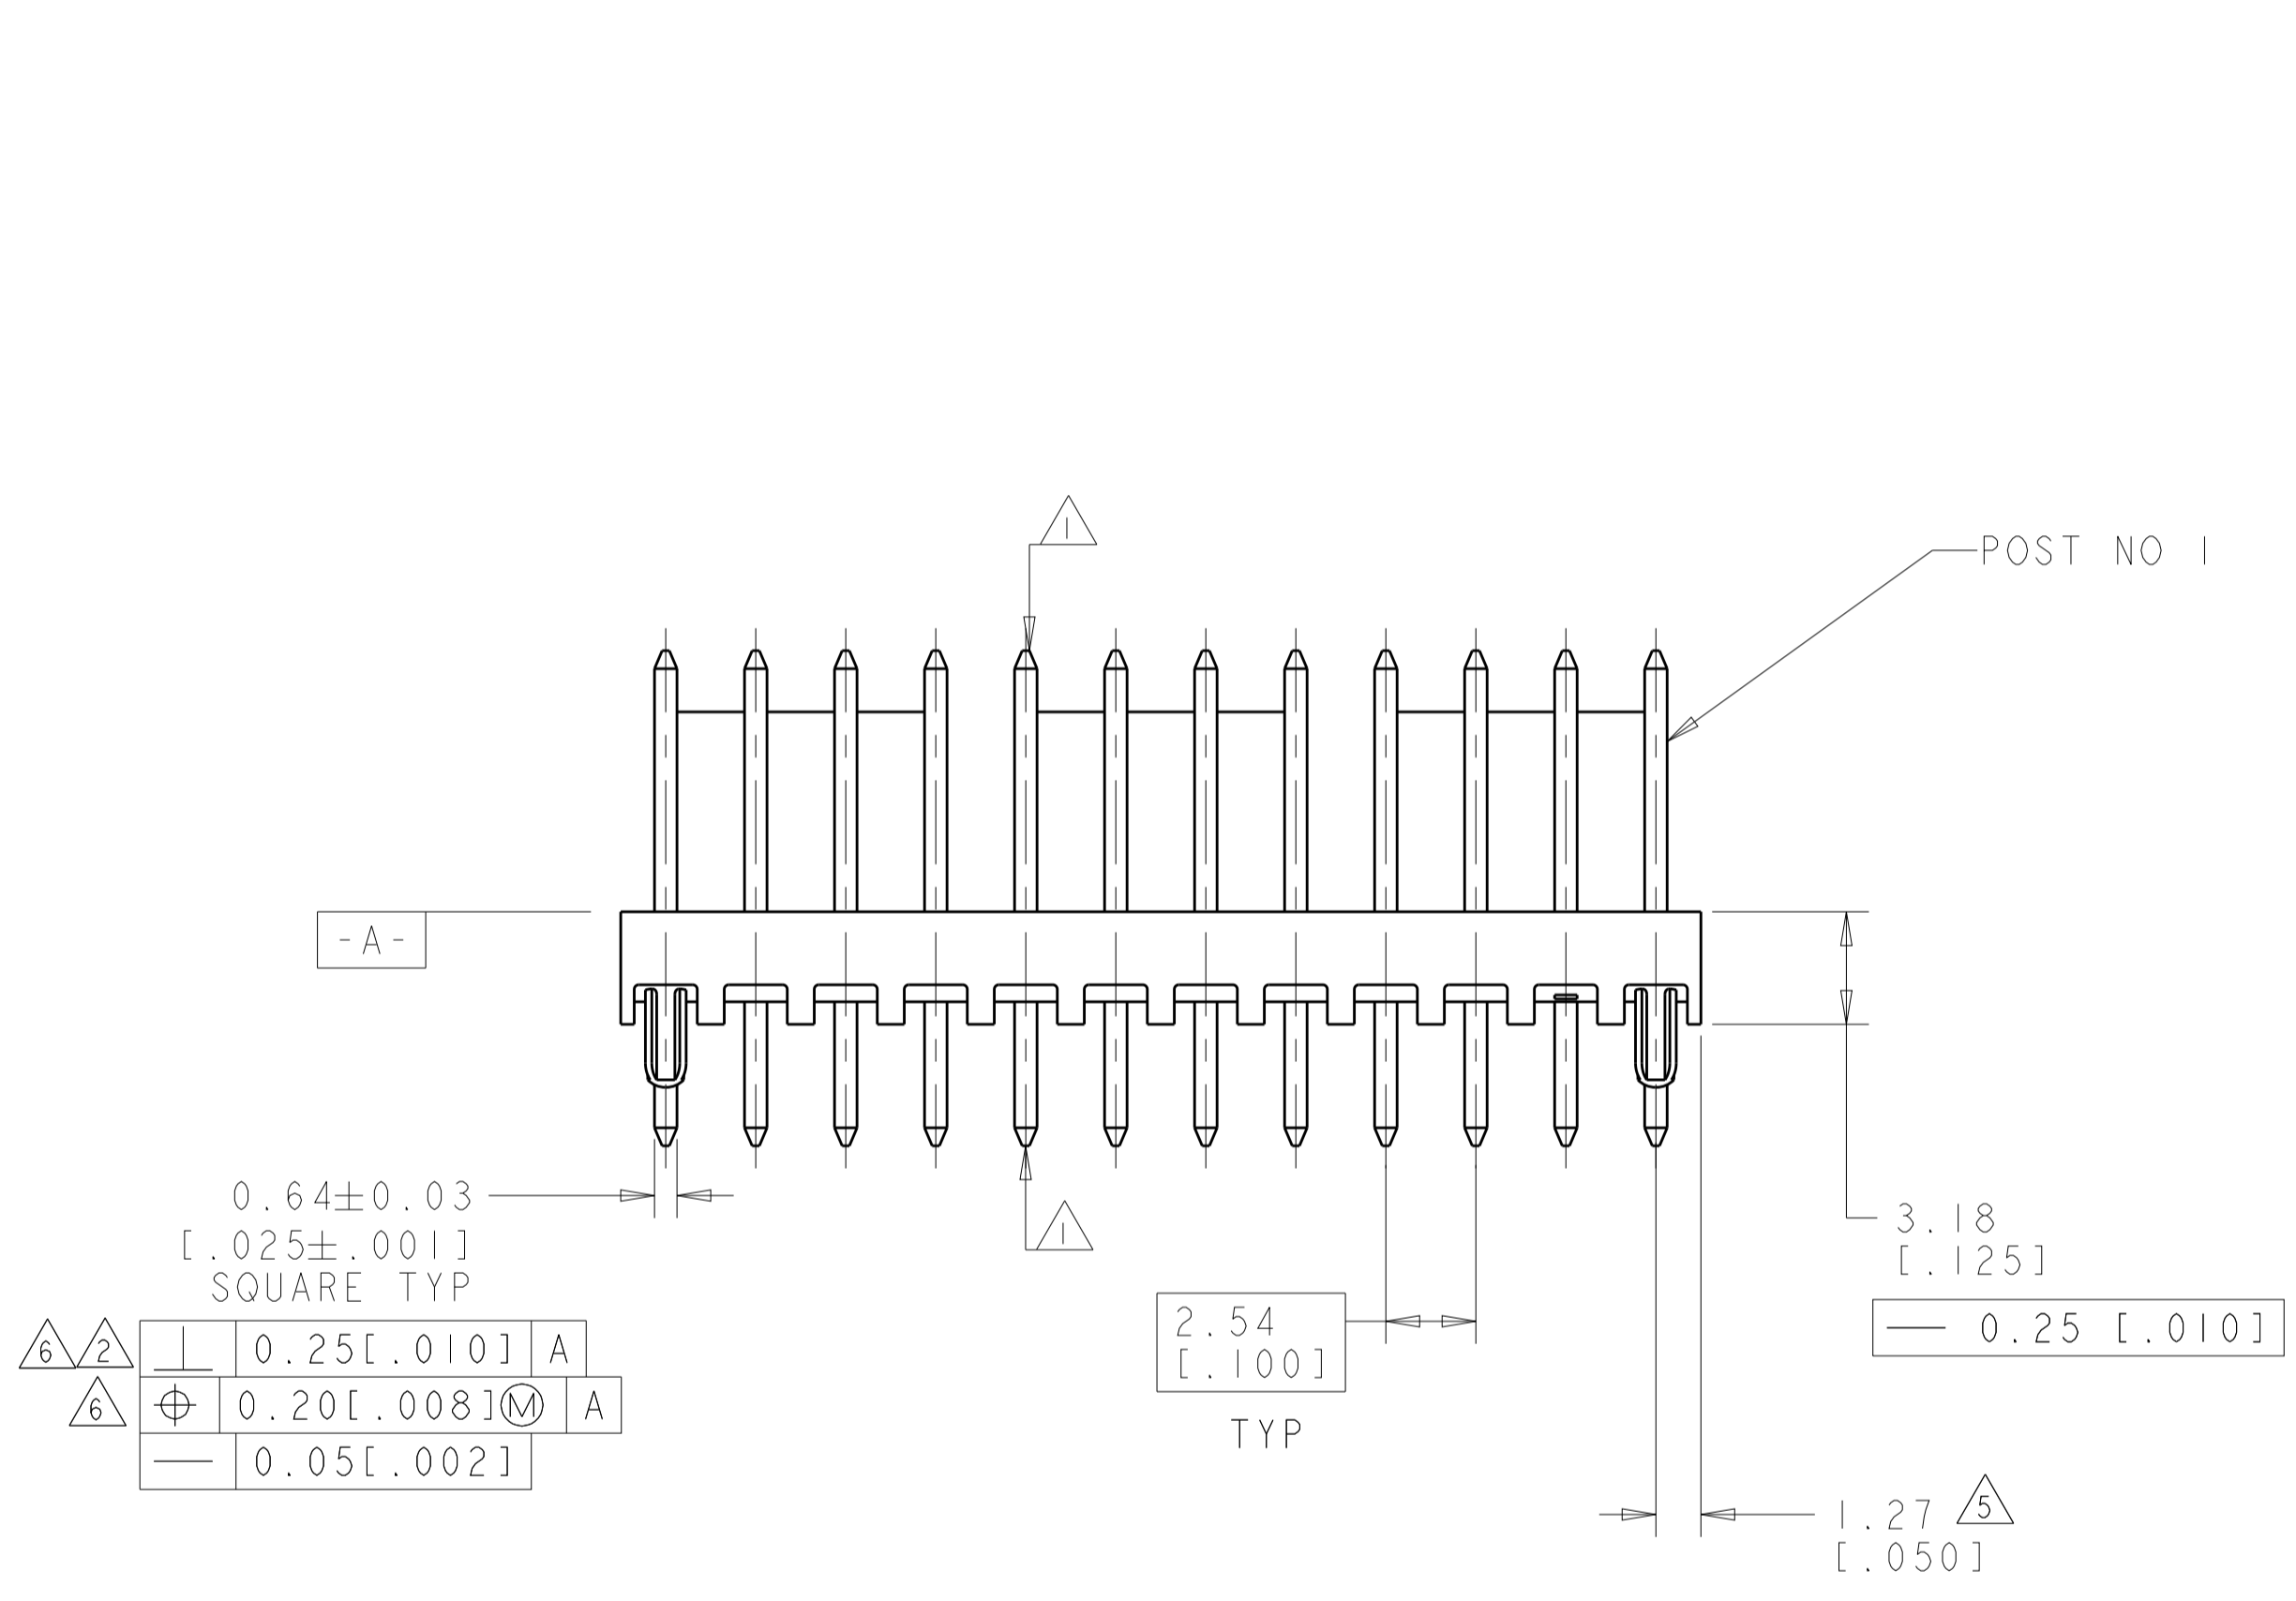 1
POST NO 1
-A-
0.64±0.03
[.025±.001]
SQUARE TYP
1
3.18
[.125]
— 0.25 [.010]
2.54
[.100]
TYP
6 2 ⊥ 0.25[.010] A
6 ⌖ 0.20[.008]Ⓜ A
— 0.05[.002]
1.27 5
[.050]